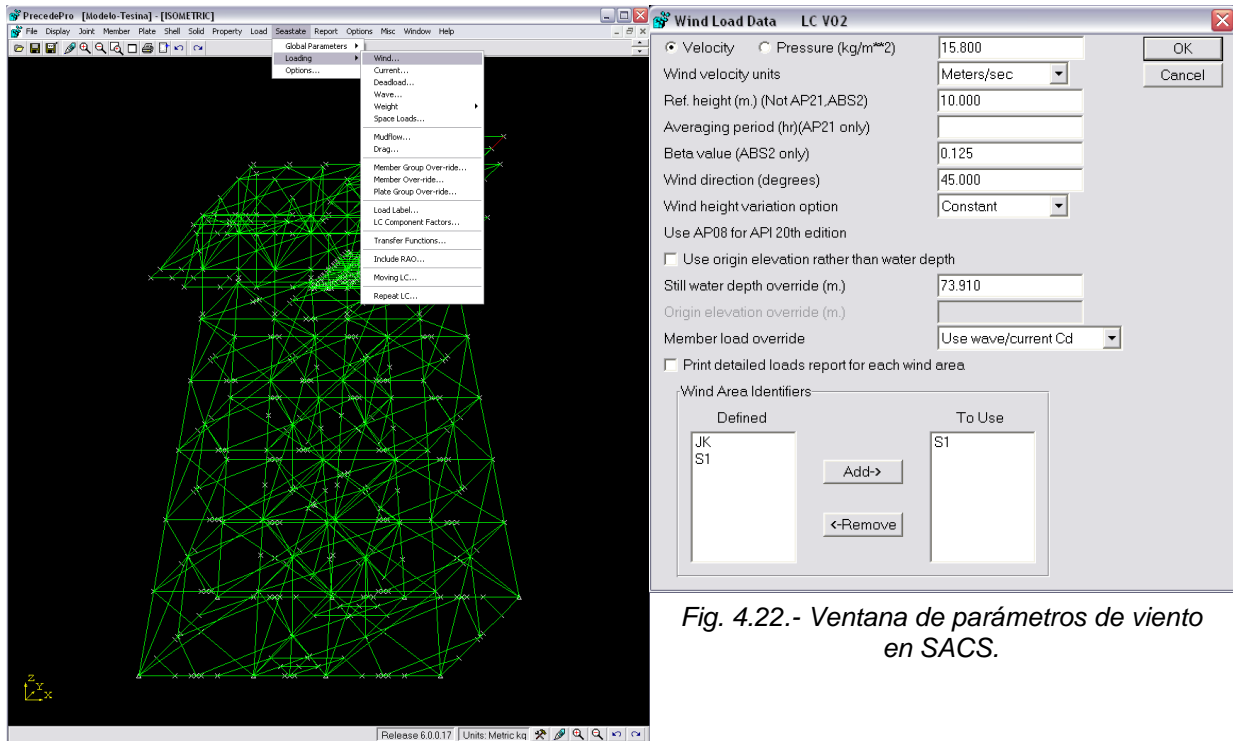 PrecedePro [Modelo-Tesina] - [ISOMETRIC]
File Display Joint Member Plate Shell Solid Property Load Seastate Report Options Misc Window Help
Global Parameters
Loading
Options...
Wind...
Current...
Deadload...
Wave...
Weight
Space Loads...
Mudflow...
Drag...
Member Group Over-ride...
Member Over-ride...
Plate Group Over-ride...
Load Label...
LC Component Factors...
Transfer Functions...
Include RAO...
Moving LC...
Repeat LC...
Z
Y
X
Release 6.0.0.17 Units: Metric kg
Wind Load Data LC V02
Velocity Pressure (kg/m**2) 15.800 OK
Wind velocity units Meters/sec Cancel
Ref. height (m.) (Not AP21,ABS2) 10.000
Averaging period (hr)(AP21 only)
Beta value (ABS2 only) 0.125
Wind direction (degrees) 45.000
Wind height variation option Constant
Use AP08 for API 20th edition
Use origin elevation rather than water depth
Still water depth override (m.) 73.910
Origin elevation override (m.)
Member load override Use wave/current Cd
Print detailed loads report for each wind area
Wind Area Identifiers
Defined To Use
JK S1
S1
Add->
<-Remove
Fig. 4.22.- Ventana de parámetros de viento
en SACS.